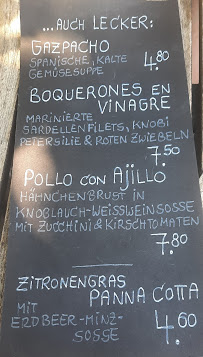 ...AUCH LECKER:
GAZPACHO
SPANISCHE, KALTE
GEMÜSESUPPE 4.80
BOQUERONES EN
VINAGRE
MARINIERTE
SARDELLENFILETS, KNOBI
PETERSILIE & ROTEN ZWIEBELN
7.50
POLLO CON AJILLO
HÄHNCHENBRUST IN
KNOBLAUCH-WEISSWEINSOSSE
MIT ZUCCHINI & KIRSCHTOMATEN
7.80
ZITRONENGRAS
PANNA COTTA
MIT
ERDBEER-MINZ-
SOSSE 4.60